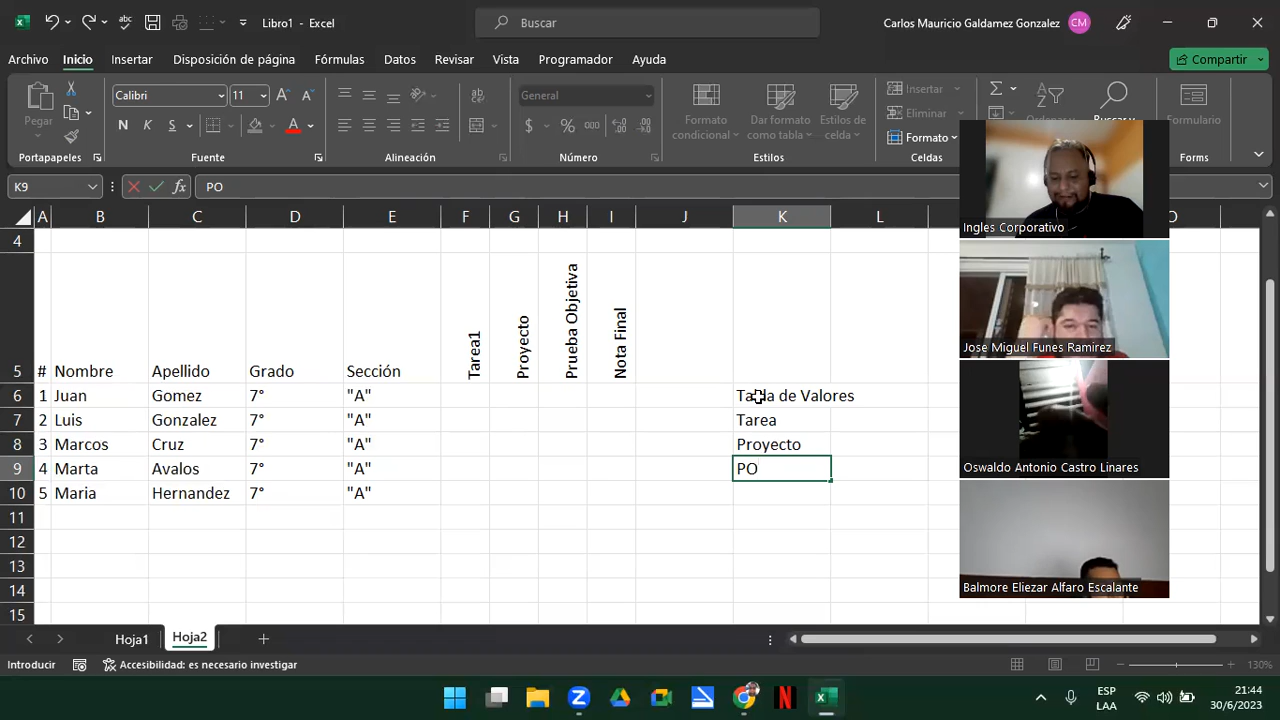 Libro1 - Excel
Buscar
Carlos Mauricio Galdamez Gonzalez
CM
Archivo Inicio Insertar Disposición de página Fórmulas Datos Revisar Vista Programador Ayuda
Compartir
Pegar
Portapapeles
Calibri 11
N K S
Fuente
Alineación
General
$ % 000
Número
Formato condicional
Dar formato como tabla
Estilos de celda
Estilos
Insertar
Eliminar
Formato
Celdas
Formulario
Forms
K9
fx
PO
A B C D E F G H I J K L
4
5 # Nombre Apellido Grado Sección Tarea1 Proyecto Prueba Objetiva Nota Final
6 1 Juan Gomez 7° "A" Tabla de Valores
7 2 Luis Gonzalez 7° "A" Tarea
8 3 Marcos Cruz 7° "A" Proyecto
9 4 Marta Avalos 7° "A" PO
10 5 Maria Hernandez 7° "A"
11
12
13
14
15
Ingles Corporativo
Jose Miguel Funes Ramirez
Oswaldo Antonio Castro Linares
Balmore Eliezar Alfaro Escalante
Hoja1 Hoja2
Introducir
Accesibilidad: es necesario investigar
130%
ESP
LAA
21:44
30/6/2023